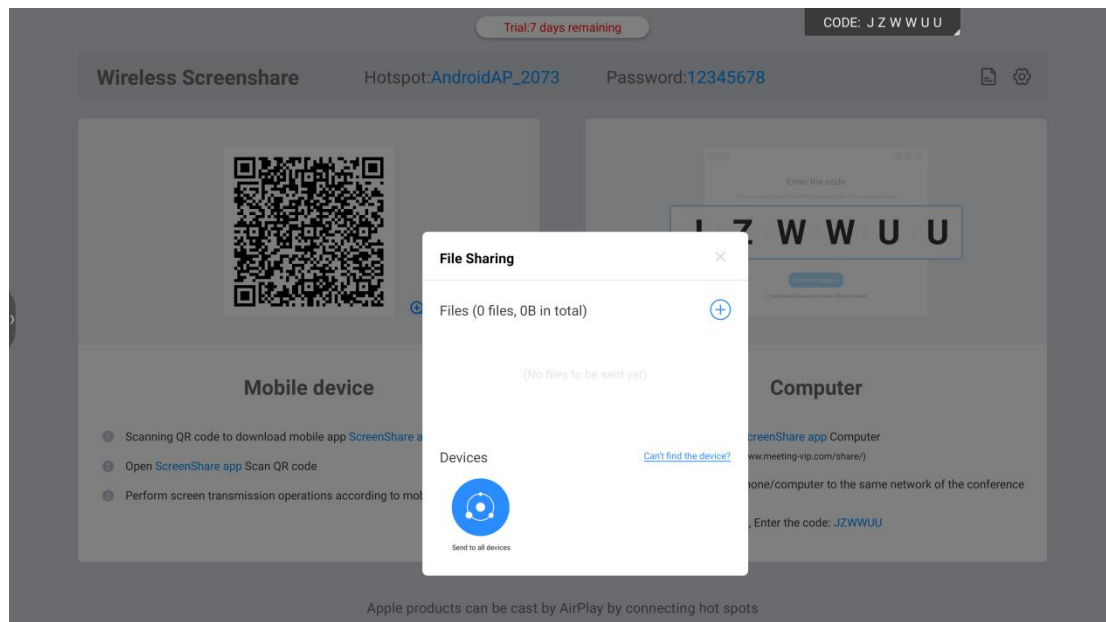 Trial:7 days remaining
CODE: J Z W W U U
Wireless Screenshare
Hotspot:AndroidAP_2073
Password:12345678
Enter the code
Z W W U U
File Sharing
Files (0 files, 0B in total)
(No files to be sent yet)
Devices
Can't find the device?
Send to all devices
Mobile device
Scanning QR code to download mobile app ScreenShare a
Open ScreenShare app Scan QR code
Perform screen transmission operations according to mo
Computer
creenShare app Computer
ww.meeting-vip.com/share/)
hone/computer to the same network of the conference
, Enter the code: JZWWUU
Apple products can be cast by AirPlay by connecting hot spots